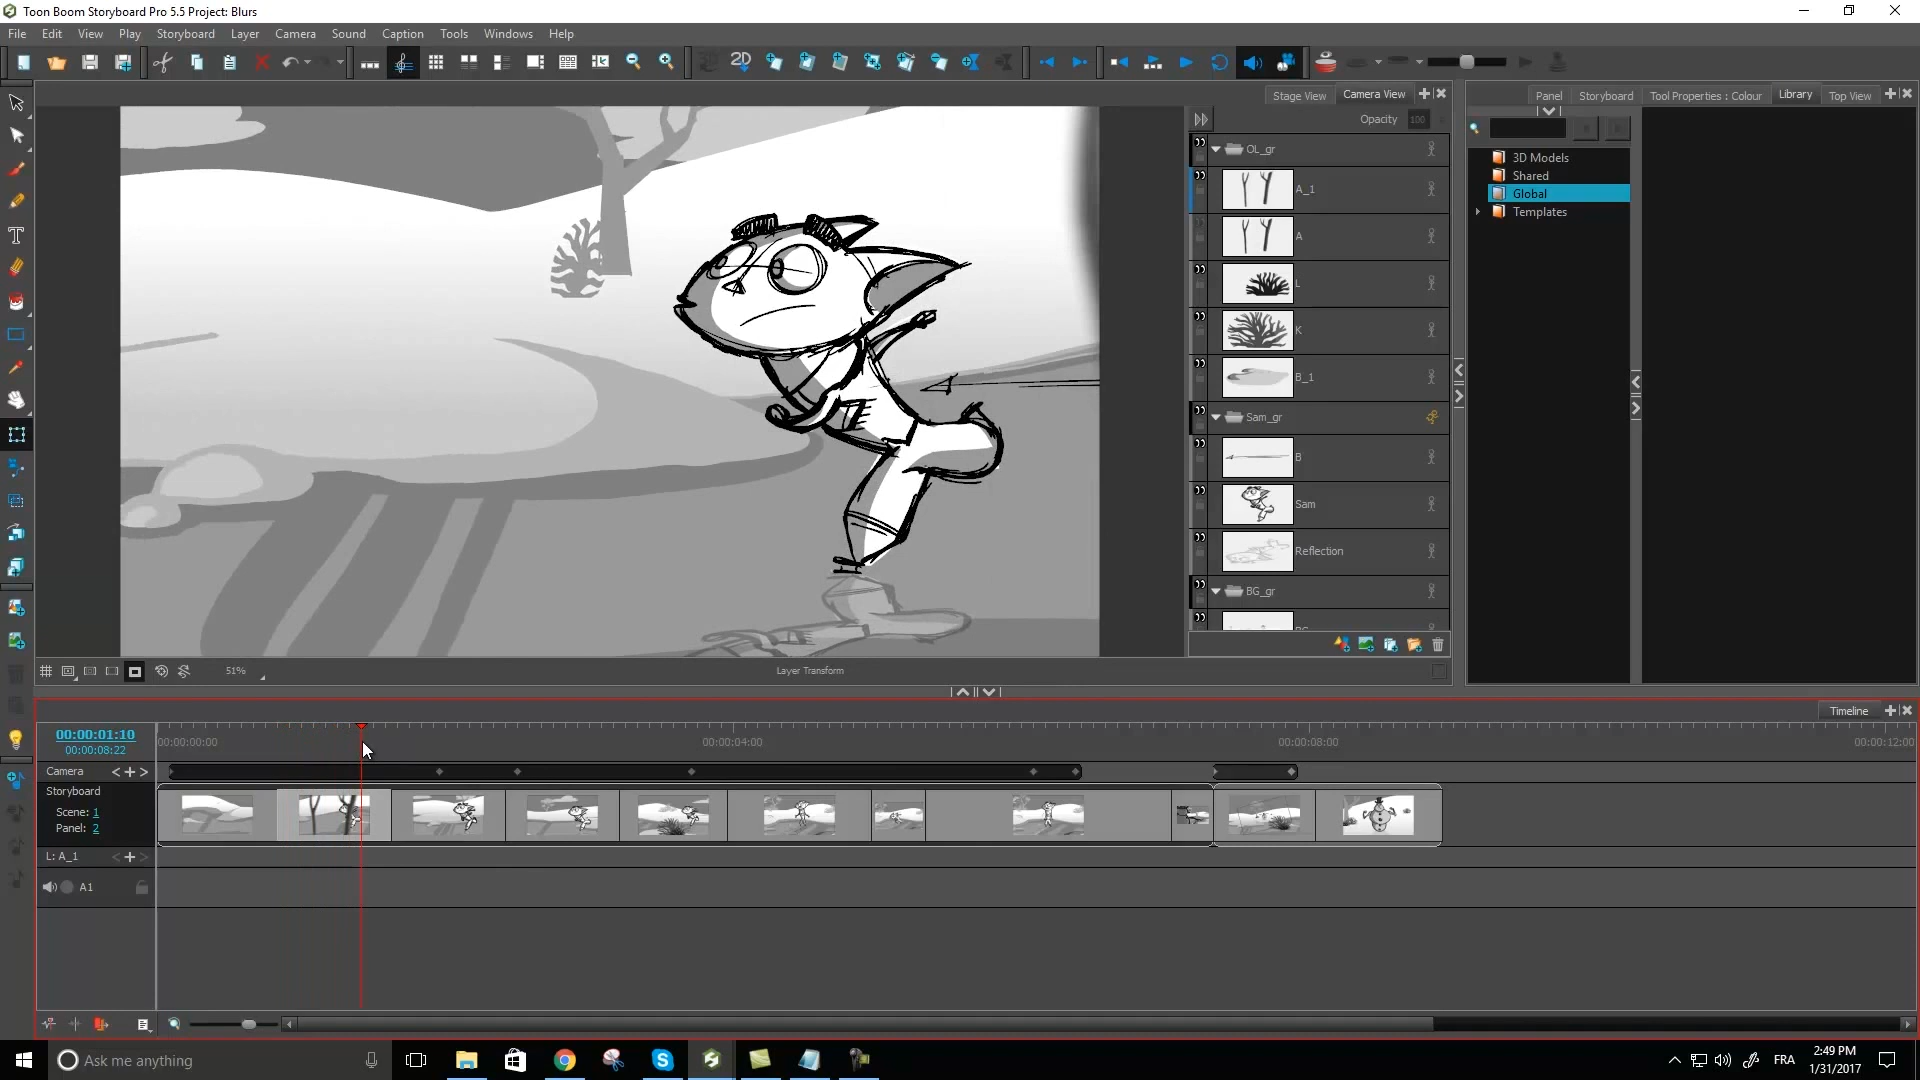 Toon Boom Storyboard Pro 5.5 Project: Blurs
File Edit View Play Storyboard Layer Camera Sound Caption Tools Windows Help
2D
Stage View Camera View
Panel Storyboard Tool Properties : Colour Library Top View
Opacity 100
OL_gr
A_1
A
L
K
B_1
Sam_gr
B
Sam
Reflection
BG_gr
3D Models
Shared
Global
Templates
51%
Layer Transform
Timeline
00:00:01:10
00:00:08:22
00:00:00:00
00:00:04:00
00:00:08:00
00:00:12:00
Camera
Storyboard
Scene: 1
Panel: 2
L: A_1
A1
Ask me anything
FRA
2:49 PM
1/31/2017